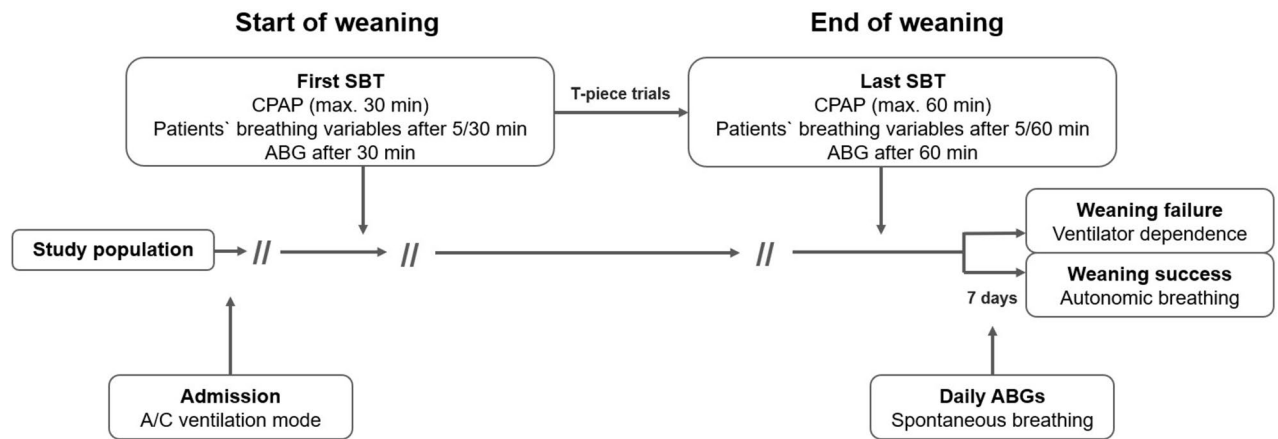 Start of weaning
End of weaning
First SBT
CPAP (max. 30 min)
Patients` breathing variables after 5/30 min
ABG after 30 min
T-piece trials
Last SBT
CPAP (max. 60 min)
Patients` breathing variables after 5/60 min
ABG after 60 min
Study population
//
//
//
Weaning failure
Ventilator dependence
Weaning success
Autonomic breathing
7 days
Admission
A/C ventilation mode
Daily ABGs
Spontaneous breathing